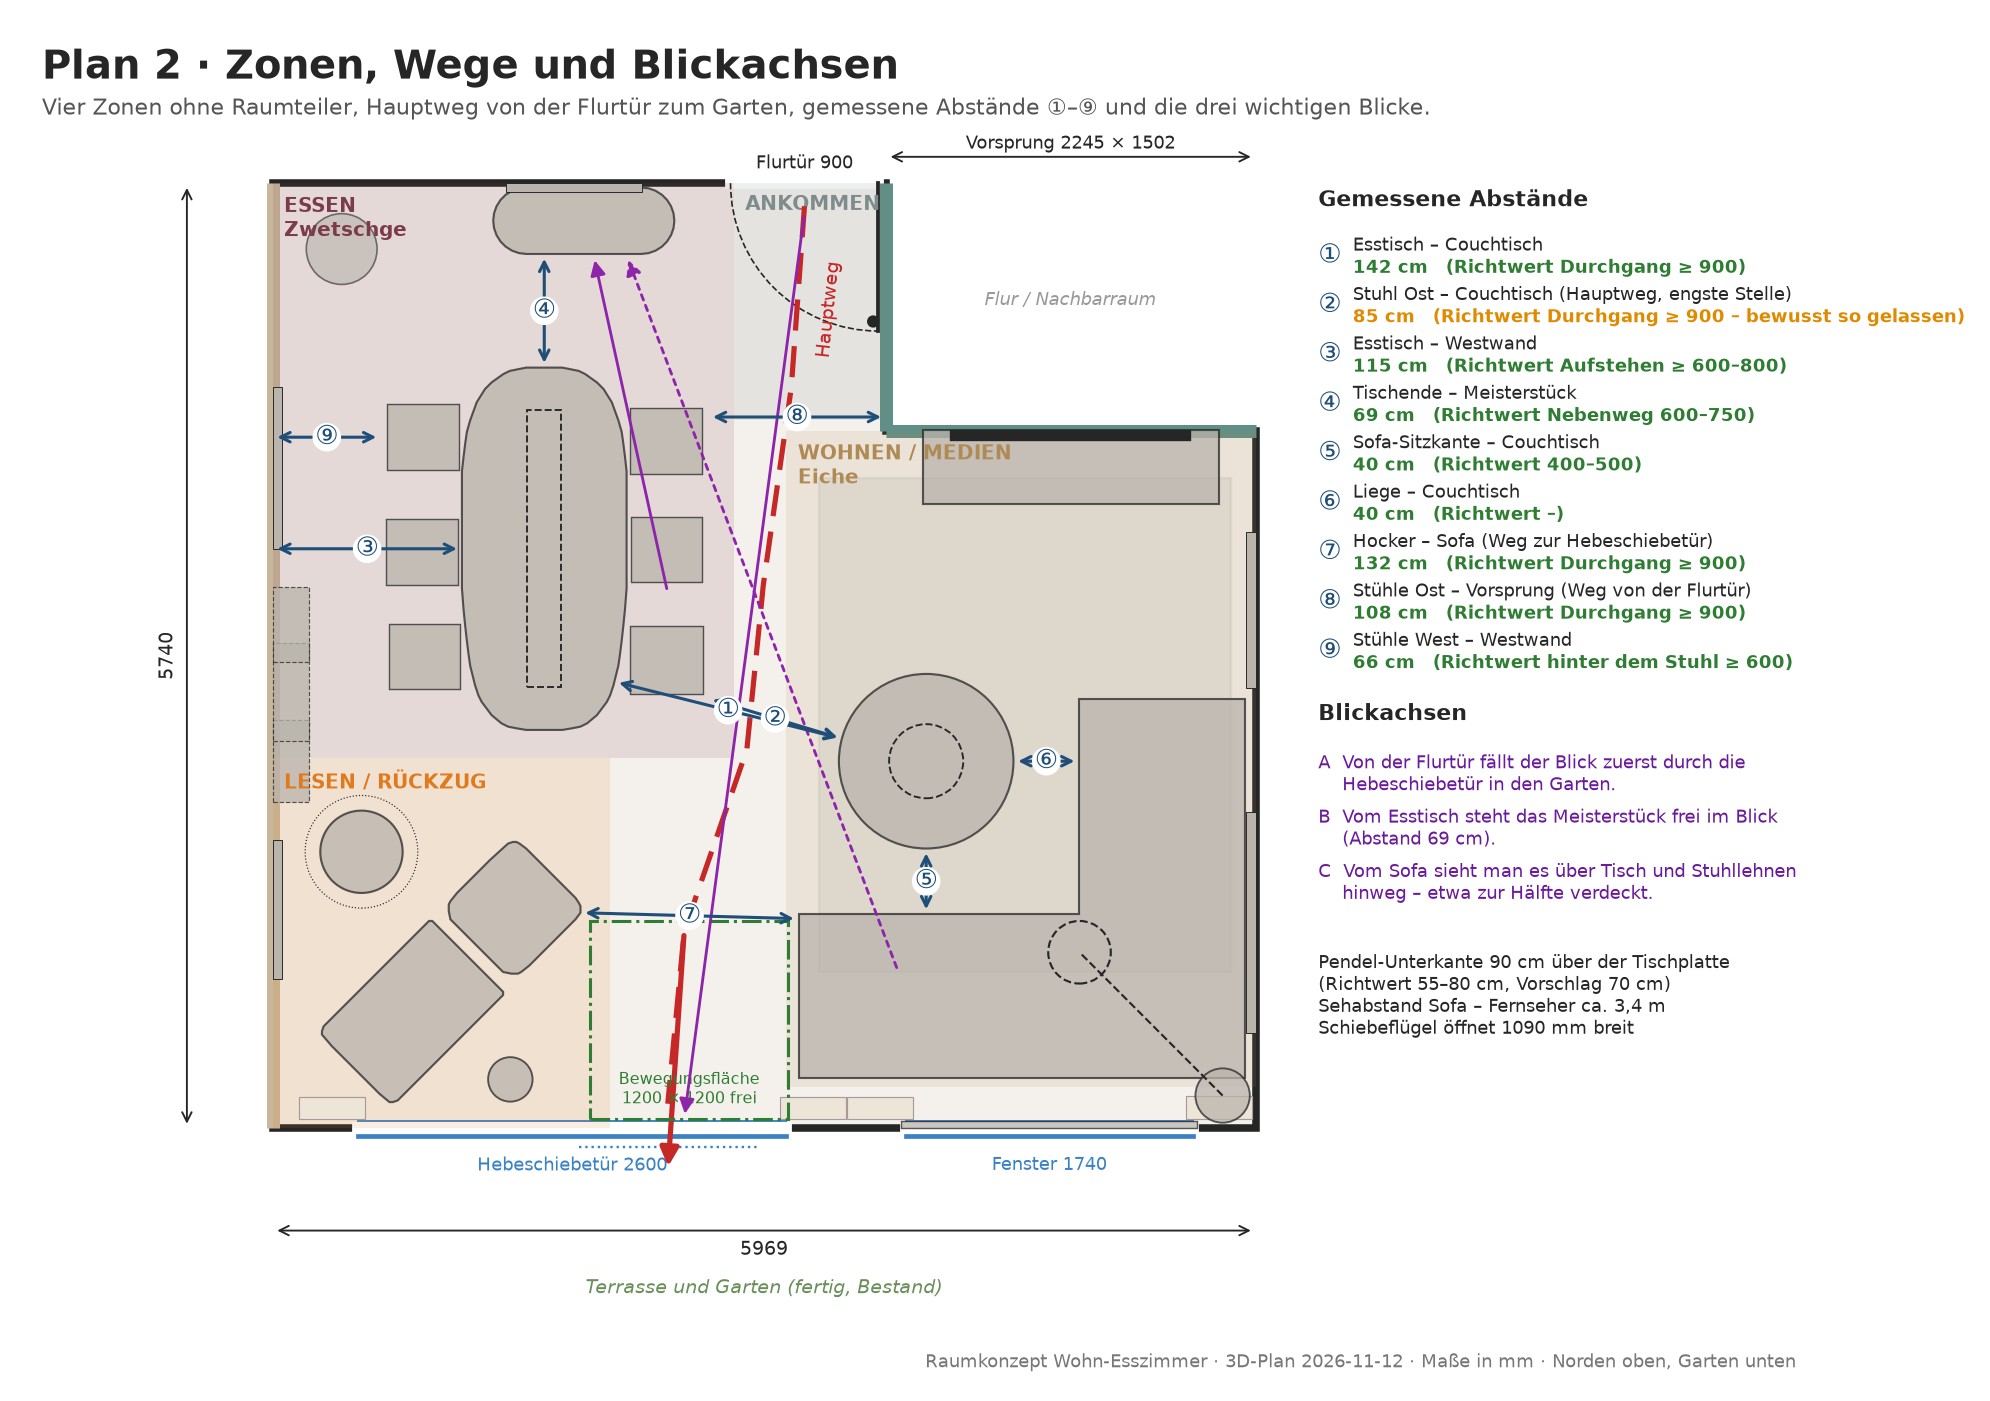 Plan 2 · Zonen, Wege und Blickachsen
Vier Zonen ohne Raumteiler, Hauptweg von der Flurtür zum Garten, gemessene Abstände ①–⑨ und die drei wichtigen Blicke.
Vorsprung 2245 × 1502
Flurtür 900
ESSEN
Zwetschge
ANKOMMEN
Hauptweg
Flur / Nachbarraum
④
⑧
⑨
WOHNEN / MEDIEN
Eiche
③
5740
①
②
⑥
LESEN / RÜCKZUG
⑤
⑦
Bewegungsfläche
1200 × 1200 frei
Hebeschiebetür 2600
Fenster 1740
5969
Terrasse und Garten (fertig, Bestand)
Gemessene Abstände
① Esstisch – Couchtisch
142 cm (Richtwert Durchgang ≥ 900)
② Stuhl Ost – Couchtisch (Hauptweg, engste Stelle)
85 cm (Richtwert Durchgang ≥ 900 – bewusst so gelassen)
③ Esstisch – Westwand
115 cm (Richtwert Aufstehen ≥ 600–800)
④ Tischende – Meisterstück
69 cm (Richtwert Nebenweg 600–750)
⑤ Sofa-Sitzkante – Couchtisch
40 cm (Richtwert 400–500)
⑥ Liege – Couchtisch
40 cm (Richtwert –)
⑦ Hocker – Sofa (Weg zur Hebeschiebetür)
132 cm (Richtwert Durchgang ≥ 900)
⑧ Stühle Ost – Vorsprung (Weg von der Flurtür)
108 cm (Richtwert Durchgang ≥ 900)
⑨ Stühle West – Westwand
66 cm (Richtwert hinter dem Stuhl ≥ 600)
Blickachsen
A Von der Flurtür fällt der Blick zuerst durch die
Hebeschiebetür in den Garten.
B Vom Esstisch steht das Meisterstück frei im Blick
(Abstand 69 cm).
C Vom Sofa sieht man es über Tisch und Stuhllehnen
hinweg – etwa zur Hälfte verdeckt.
Pendel-Unterkante 90 cm über der Tischplatte
(Richtwert 55–80 cm, Vorschlag 70 cm)
Sehabstand Sofa – Fernseher ca. 3,4 m
Schiebeflügel öffnet 1090 mm breit
Raumkonzept Wohn-Esszimmer · 3D-Plan 2026-11-12 · Maße in mm · Norden oben, Garten unten